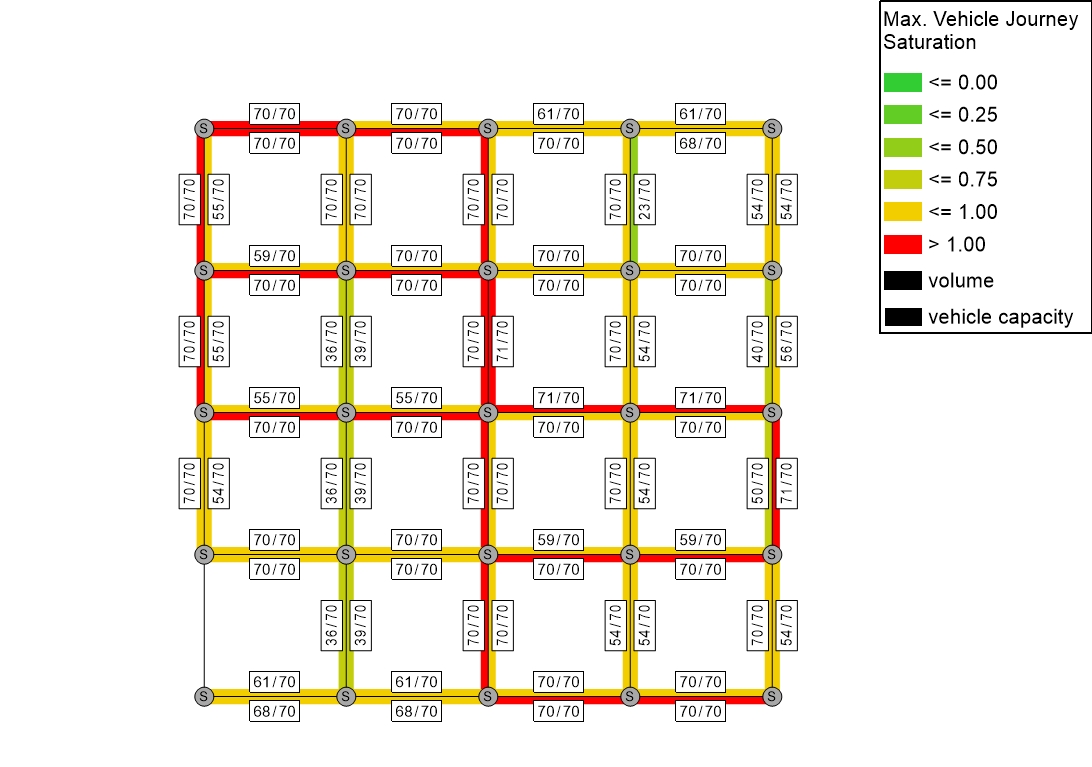 Max. Vehicle Journey
Saturation
<= 0.00
<= 0.25
<= 0.50
<= 0.75
<= 1.00
> 1.00
volume
vehicle capacity
70/70 70/70 61/70 61/70
S S S S S
70/70 70/70 70/70 68/70
70/70 55/70 70/70 70/70 70/70 70/70 70/70 23/70 54/70 54/70
59/70 70/70 70/70 70/70
S S S S S
70/70 70/70 70/70 70/70
70/70 55/70 36/70 39/70 70/70 71/70 70/70 54/70 40/70 56/70
55/70 55/70 71/70 71/70
S S S S S
70/70 70/70 70/70 70/70
70/70 54/70 36/70 39/70 70/70 70/70 70/70 54/70 50/70 71/70
70/70 70/70 59/70 59/70
S S S S S
70/70 70/70 70/70 70/70
36/70 39/70 70/70 70/70 54/70 54/70 70/70 54/70
61/70 61/70 70/70 70/70
S S S S S
68/70 68/70 70/70 70/70